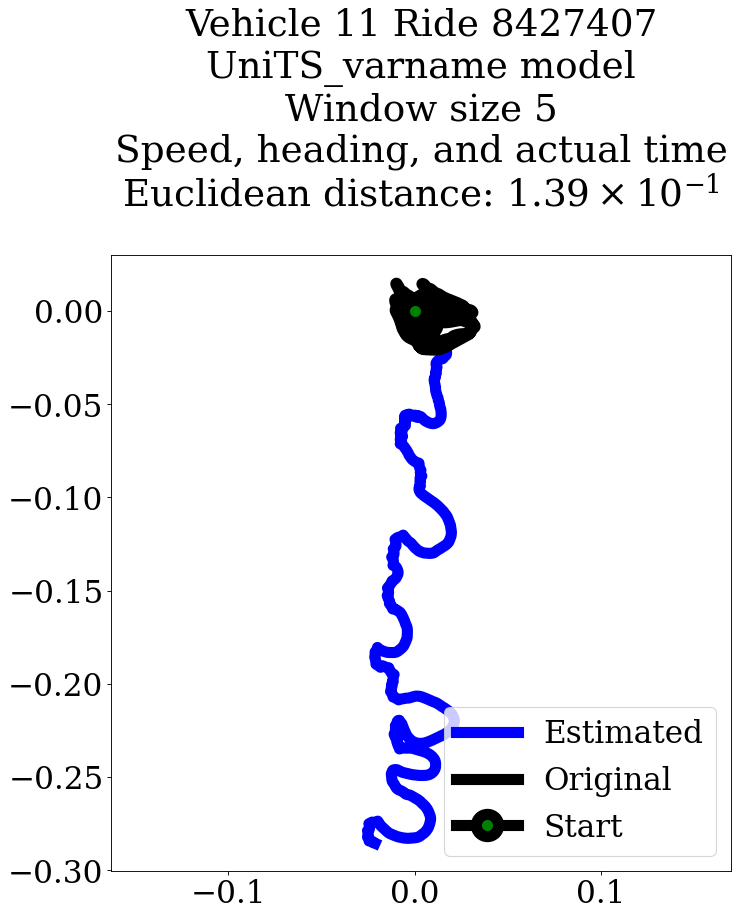 Vehicle 11 Ride 8427407
UniTS_varname model
Window size 5
Speed, heading, and actual time
Euclidean distance: 1.39 × 10⁻¹
0.00
−0.05
−0.10
−0.15
−0.20
−0.25
−0.30
Estimated
Original
Start
−0.1
0.0
0.1